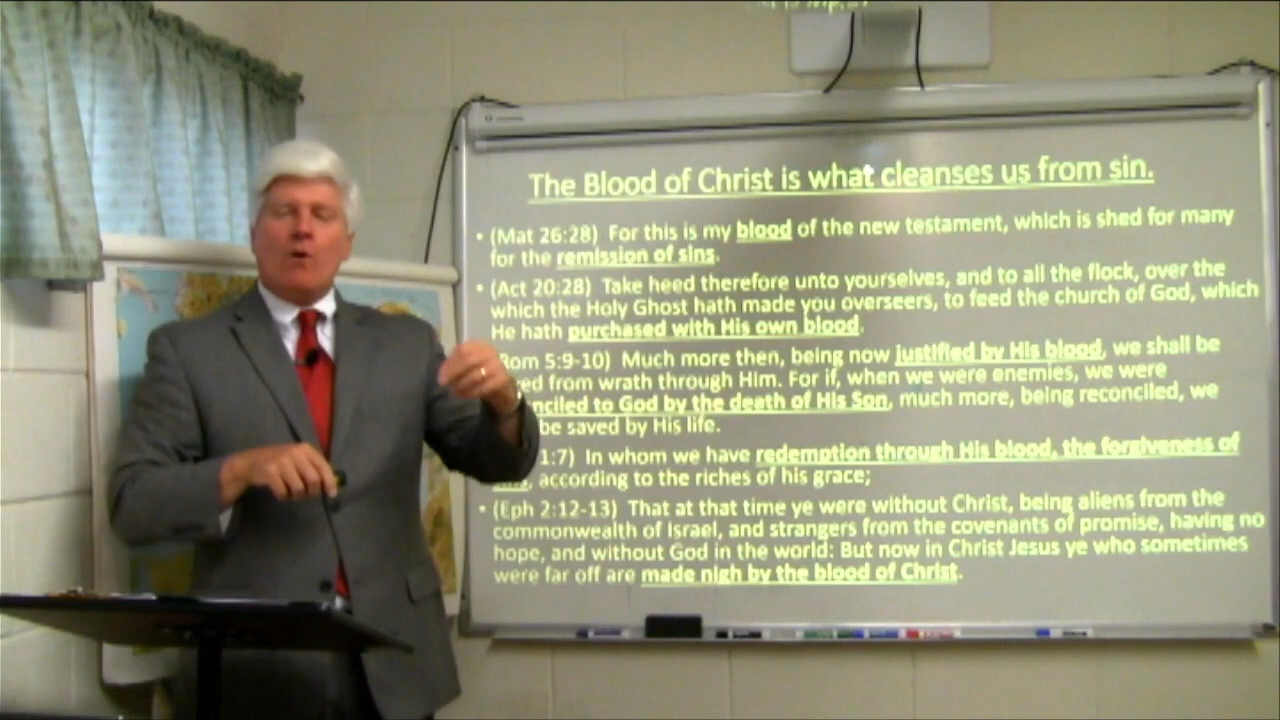 The Blood of Christ is what cleanses us from sin.
• (Mat 26:28) For this is my blood of the new testament, which is shed for many
for the remission of sins.
• (Act 20:28) Take heed therefore unto yourselves, and to all the flock, over the
which the Holy Ghost hath made you overseers, to feed the church of God, which
He hath purchased with His own blood.
5:9-10) Much more then, being now justified by His blood, we shall be
from wrath through Him. For if, when we were enemies, we were
to God by the death of His Son, much more, being reconciled, we
be saved by His life.
1:7) In whom we have redemption through His blood, the forgiveness of
, according to the riches of his grace;
• (Eph 2:12-13) That at that time ye were without Christ, being aliens from the
commonwealth of Israel, and strangers from the covenants of promise, having no
hope, and without God in the world: But now in Christ Jesus ye who sometimes
were far off are made nigh by the blood of Christ.